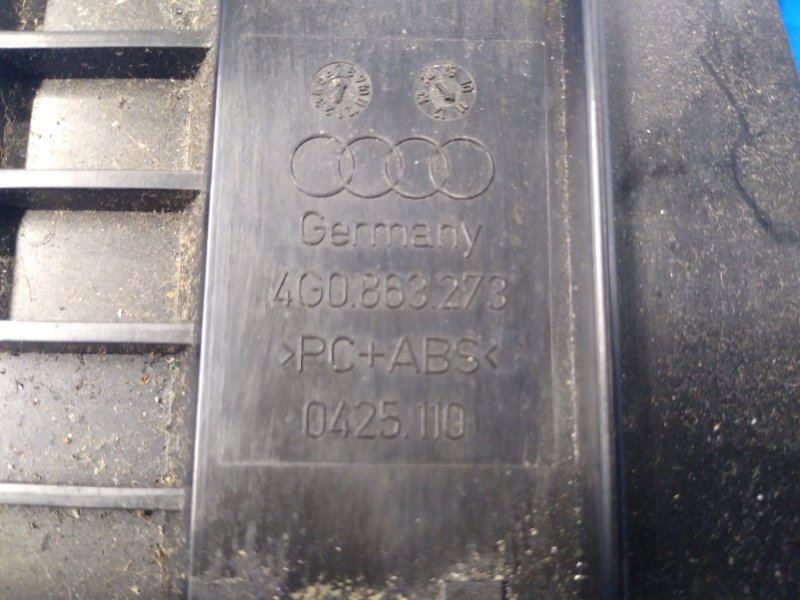 Germany
4G0.863.273
>PC+ABS<
0425.110